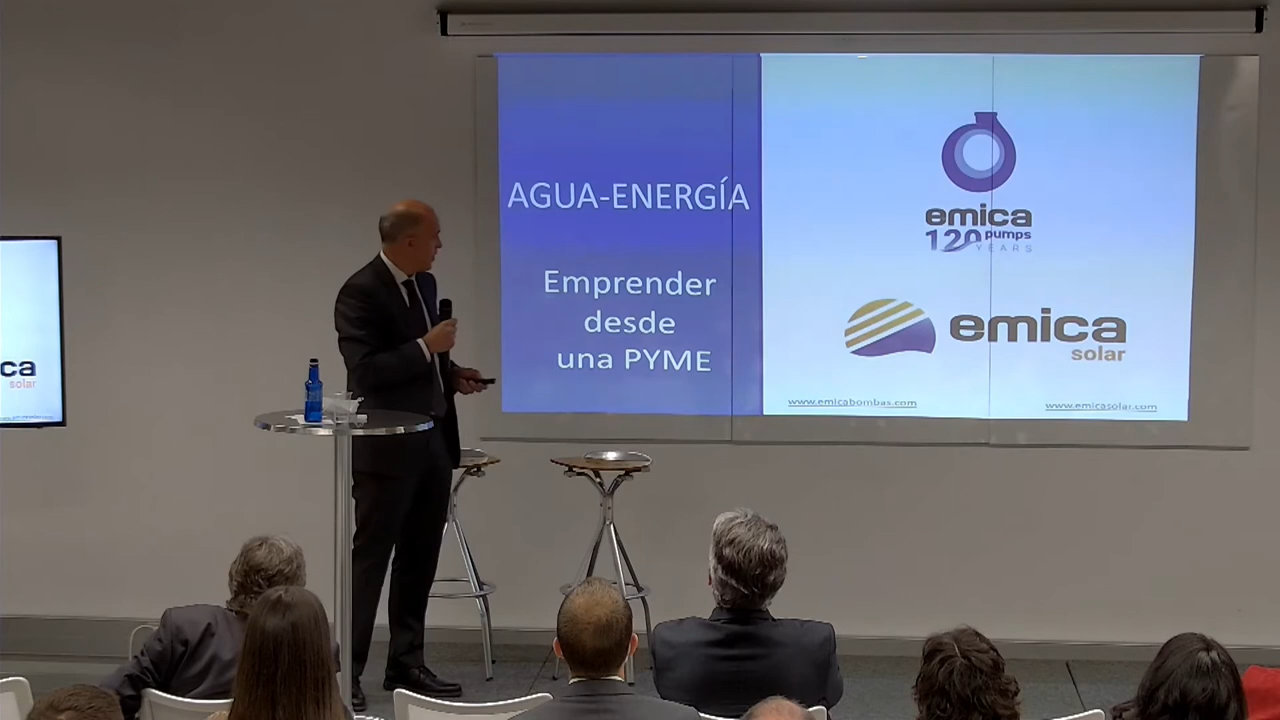 AGUA-ENERGÍA
Emprender
desde
una PYME
emica
120 pumps
YEARS
emica
solar
www.emicabombas.com
www.emicasolar.com
ca
solar